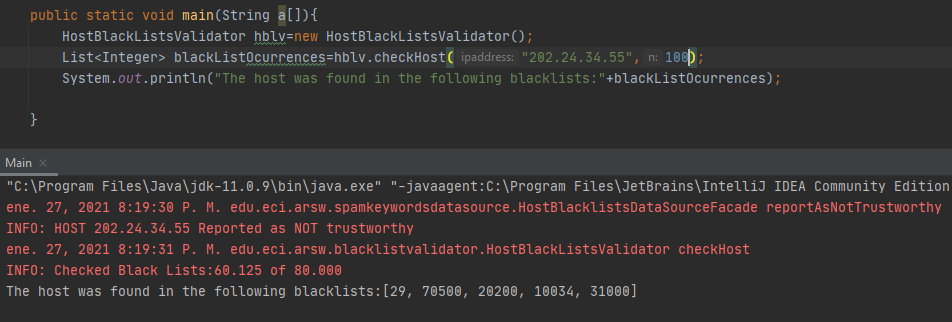 public static void main(String a[]){
HostBlackListsValidator hblv=new HostBlackListsValidator();
List<Integer> blackListOcurrences=hblv.checkHost( ipaddress: "202.24.34.55", n: 100);
System.out.println("The host was found in the following blacklists:"+blackListOcurrences);
}
Main ×
"C:\Program Files\Java\jdk-11.0.9\bin\java.exe" "-javaagent:C:\Program Files\JetBrains\IntelliJ IDEA Community Edition
ene. 27, 2021 8:19:30 P. M. edu.eci.arsw.spamkeywordsdatasource.HostBlacklistsDataSourceFacade reportAsNotTrustworthy
INFO: HOST 202.24.34.55 Reported as NOT trustworthy
ene. 27, 2021 8:19:31 P. M. edu.eci.arsw.blacklistvalidator.HostBlackListsValidator checkHost
INFO: Checked Black Lists:60.125 of 80.000
The host was found in the following blacklists:[29, 70500, 20200, 10034, 31000]